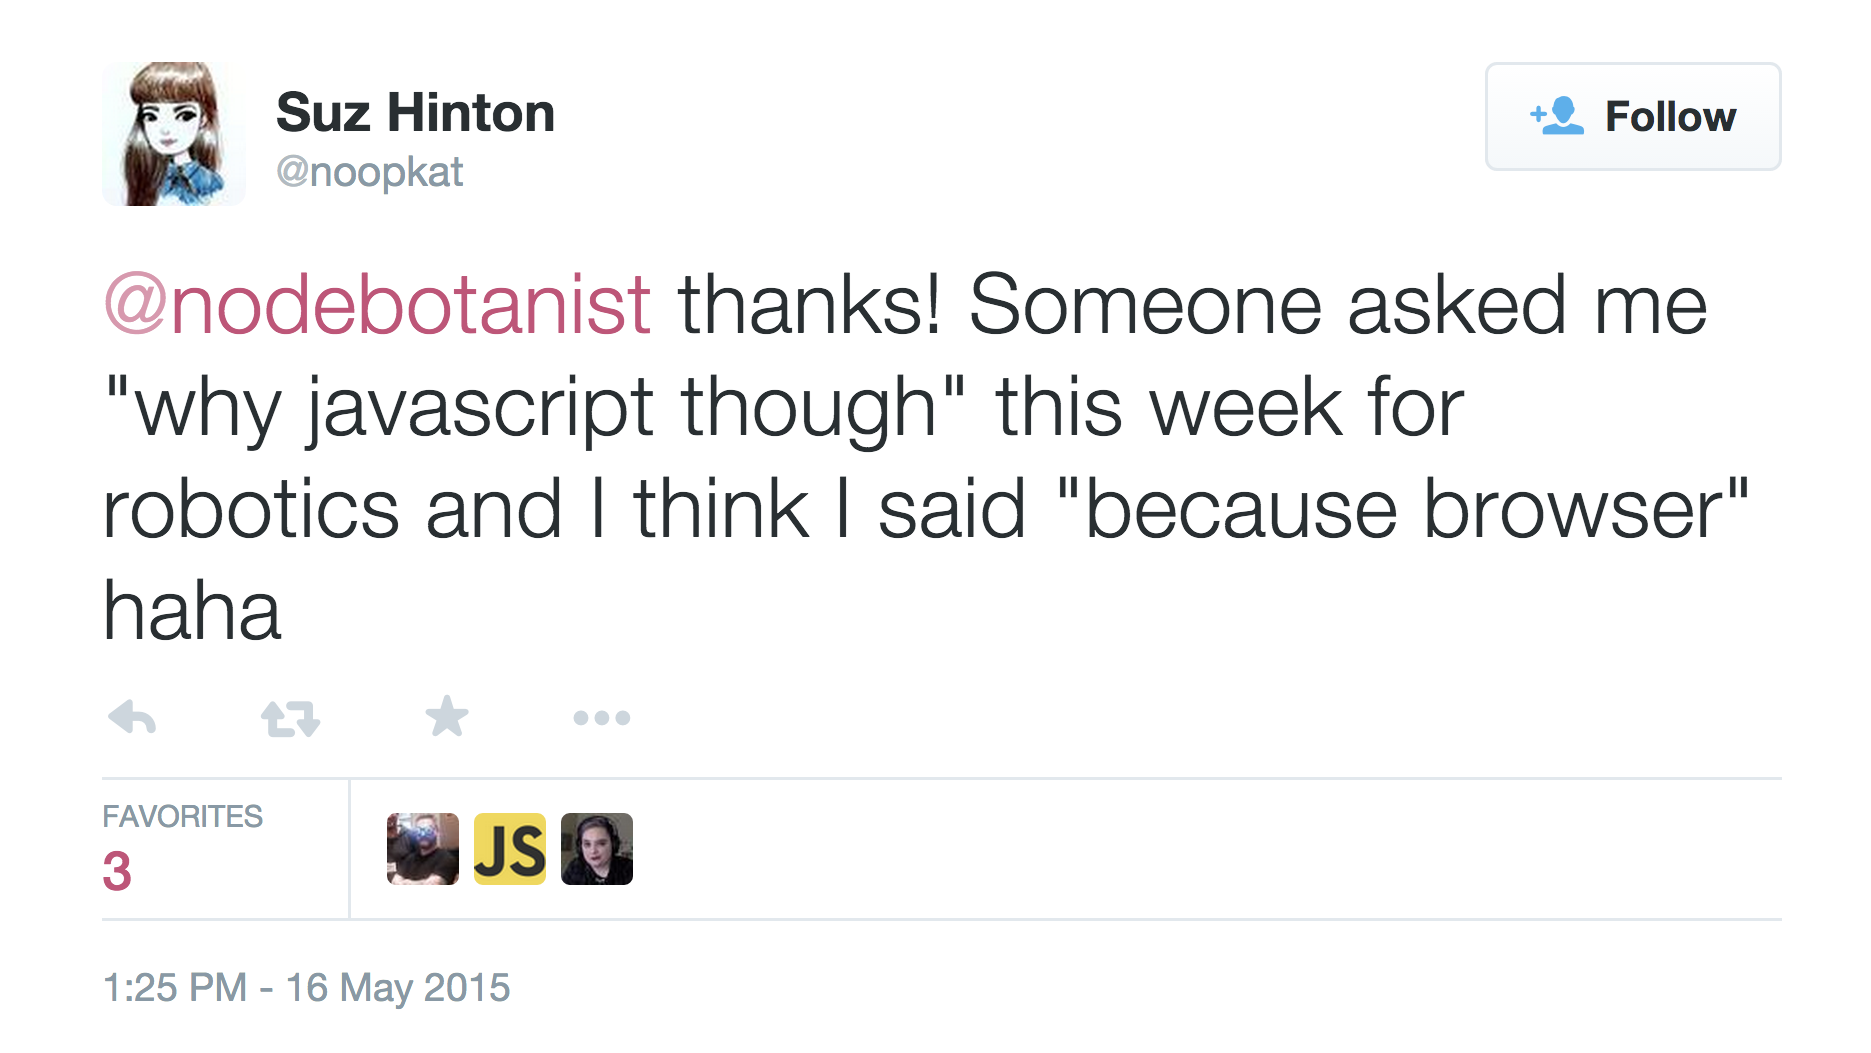 Suz Hinton
@noopkat
Follow
@nodebotanist thanks! Someone asked me
"why javascript though" this week for
robotics and I think I said "because browser"
haha
FAVORITES
3
JS
1:25 PM - 16 May 2015